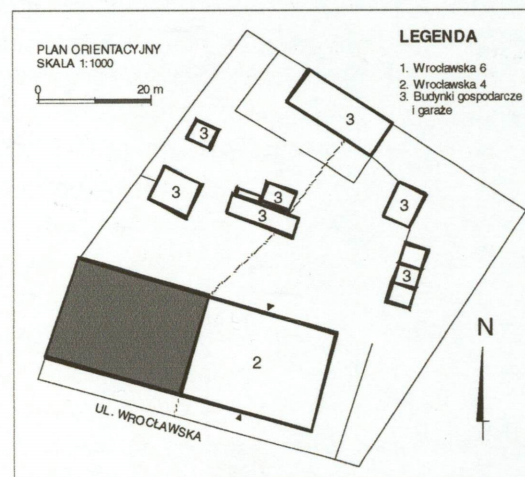 PLAN ORIENTACYJNY
SKALA 1:1000
0 20 m
LEGENDA
1. Wrocławska 6
2. Wrocławska 4
3. Budynki gospodarcze
i garaże
3
3
3
3
3
3
3
2
N
UL. WROCŁAWSKA